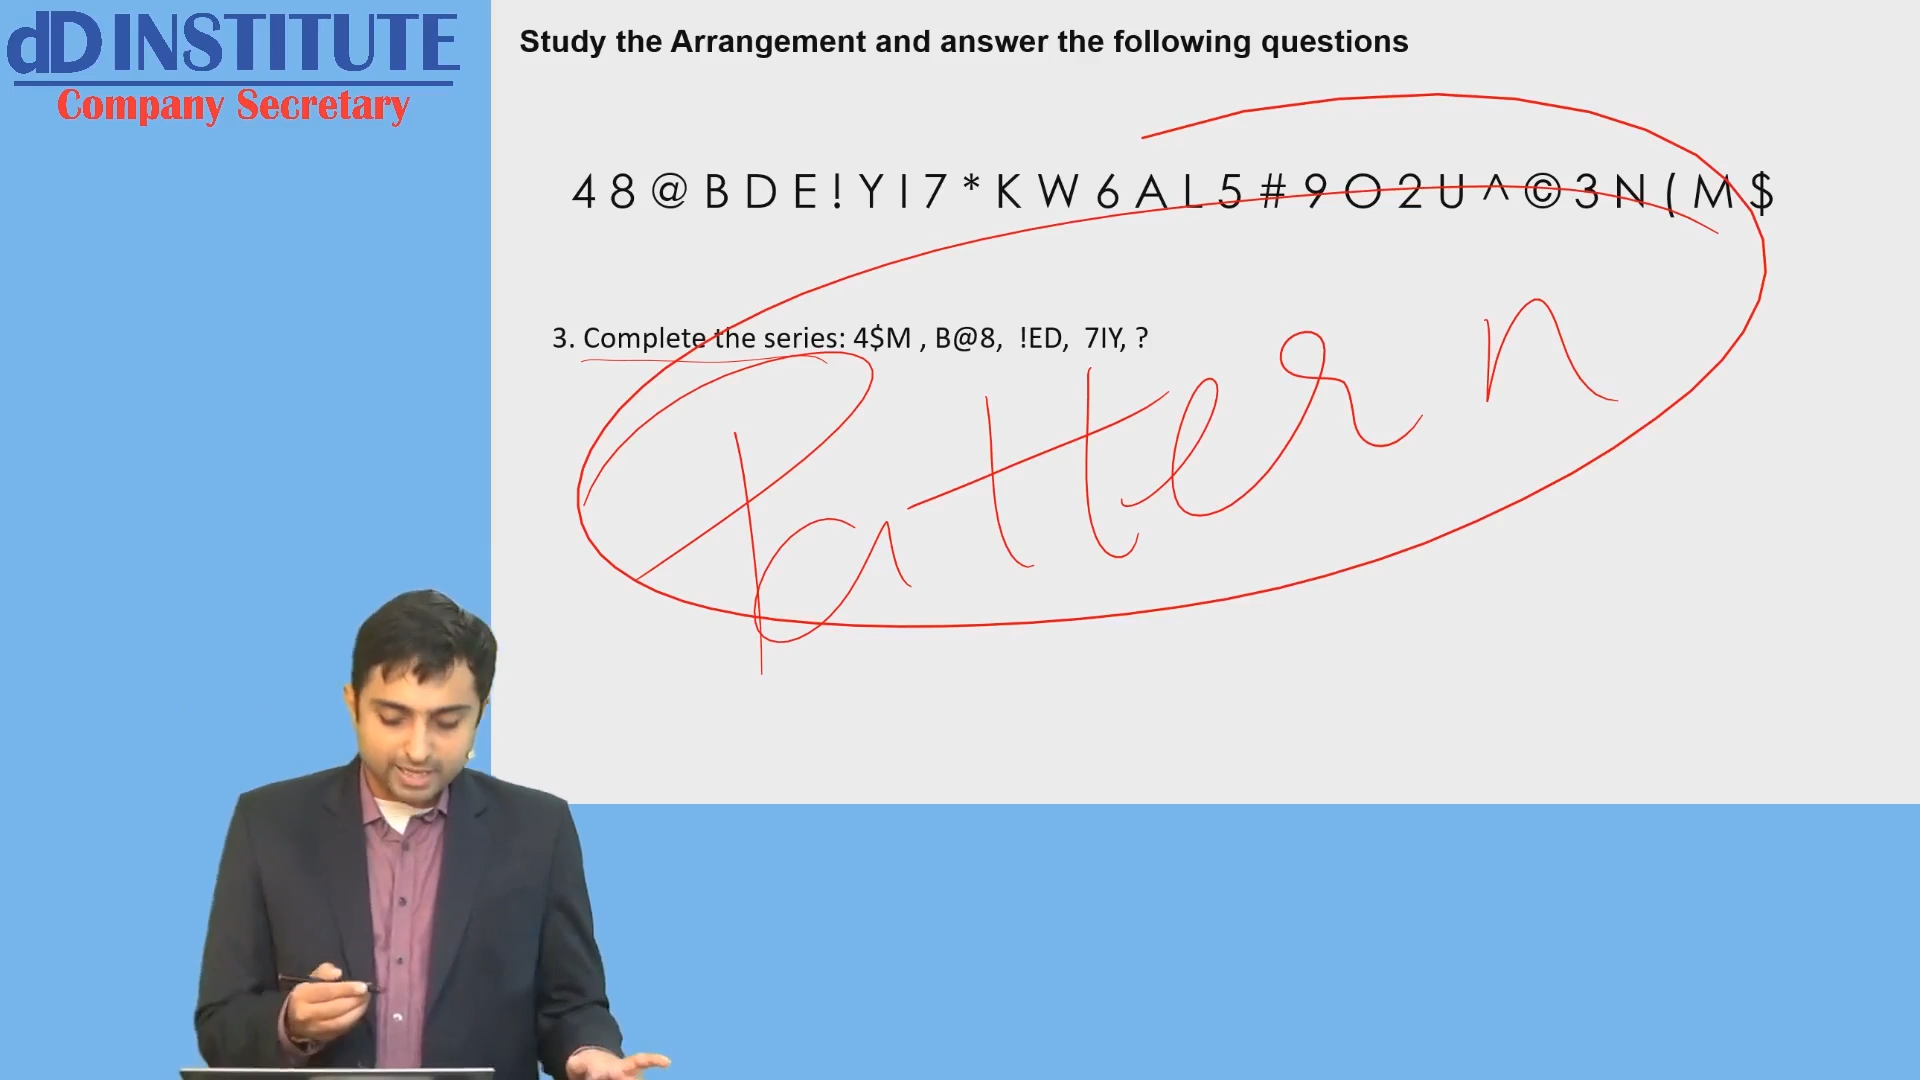 dD INSTITUTE
Company Secretary
Study the Arrangement and answer the following questions
4 8 @ B D E ! Y I 7 * K W 6 A L 5 # 9 O 2 U ^ © 3 N ( M $
3. Complete the series: 4$M , B@8, !ED, 7IY, ?
Pattern